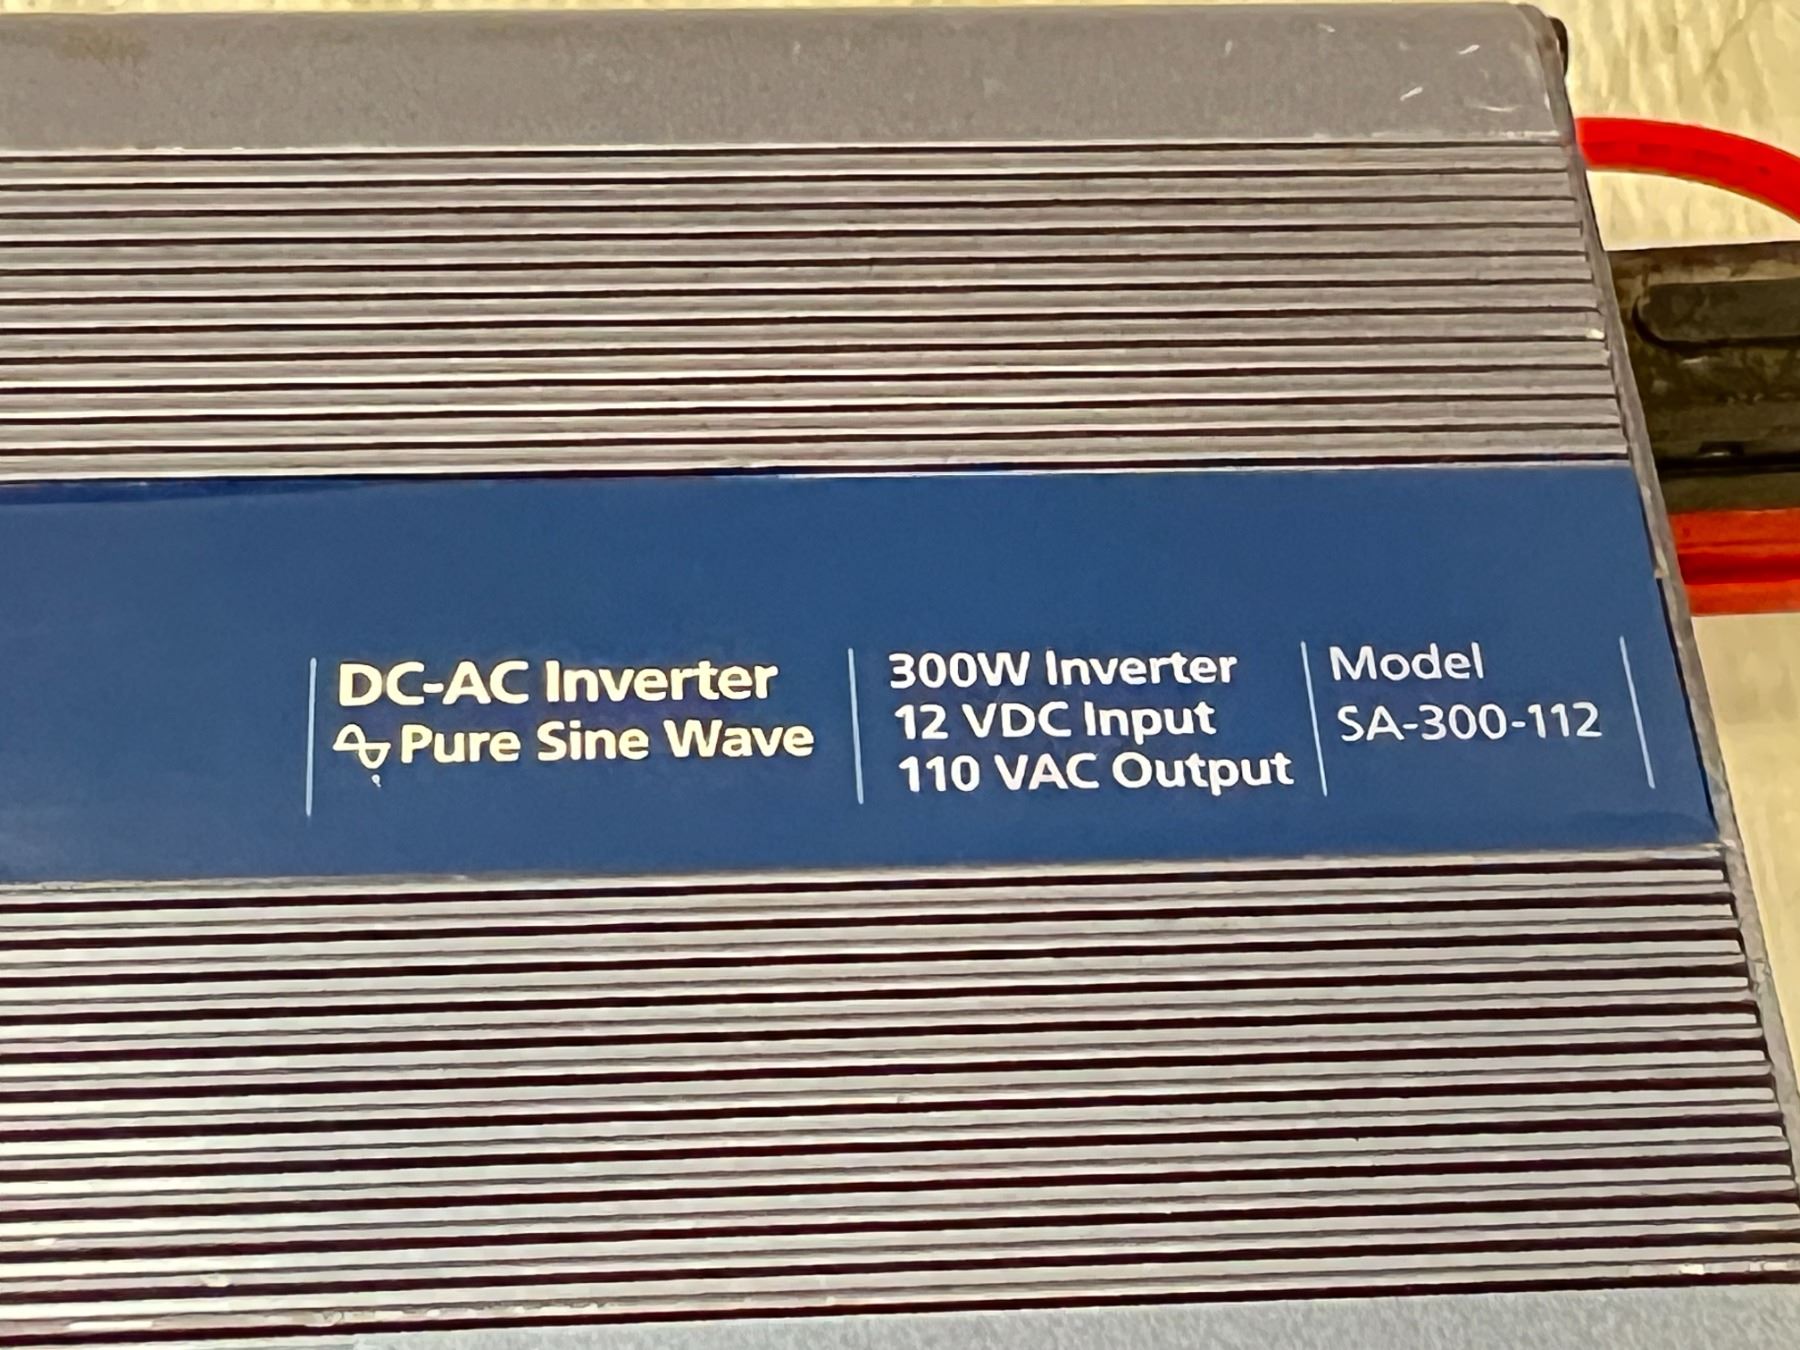 DC-AC Inverter
Pure Sine Wave
300W Inverter
12 VDC Input
110 VAC Output
Model
SA-300-112